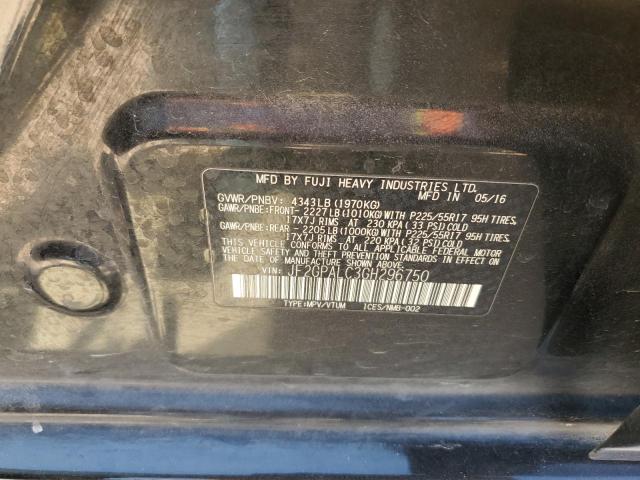 MFD BY FUJI HEAVY INDUSTRIES LTD.
MFD IN 05/16
GVWR/PNBV: 4343LB(1970KG)
GAWR/PNBE:FRONT- 2227LB(1010KG)WITH P225/55R17 95H TIRES,
17X7J RIMS AT 230 KPA(33 PSI)COLD
GAWR/PNBE:REAR - 2205LB(1000KG)WITH P225/55R17 95H TIRES,
17X7J RIMS AT 220 KPA(32 PSI)COLD
THIS VEHICLE CONFORMS TO ALL APPLICABLE FEDERAL MOTOR
VEHICLE SAFETY AND THEFT PREVENTION STANDARDS IN EFFECT
ON THE DATE OF MANUFACTURE SHOWN ABOVE.
VIN: JF2GPALC3GH296750
TYPE:MPV/VTUM ICES/NMB-002